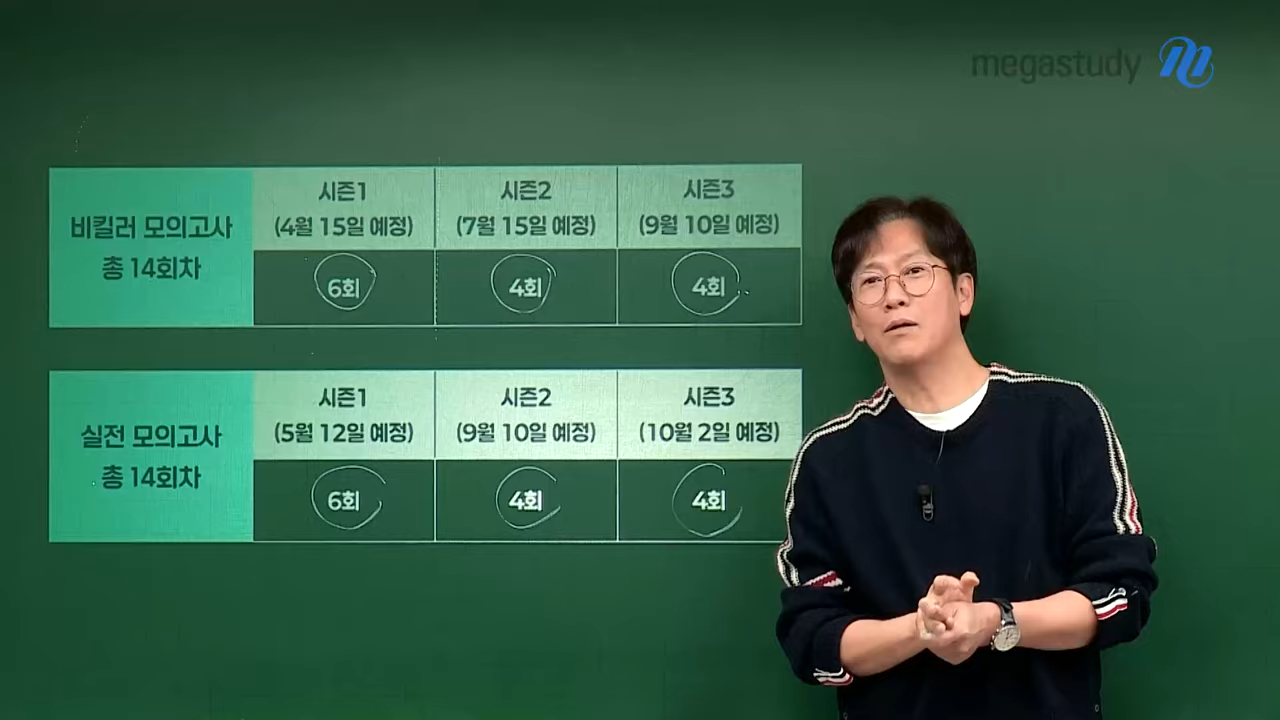 megastudy
비킬러 모의고사
총 14회차
시즌1
(4월 15일 예정)
시즌2
(7월 15일 예정)
시즌3
(9월 10일 예정)
6회
4회
4회
실전 모의고사
총 14회차
시즌1
(5월 12일 예정)
시즌2
(9월 10일 예정)
시즌3
(10월 2일 예정)
6회
4회
4회